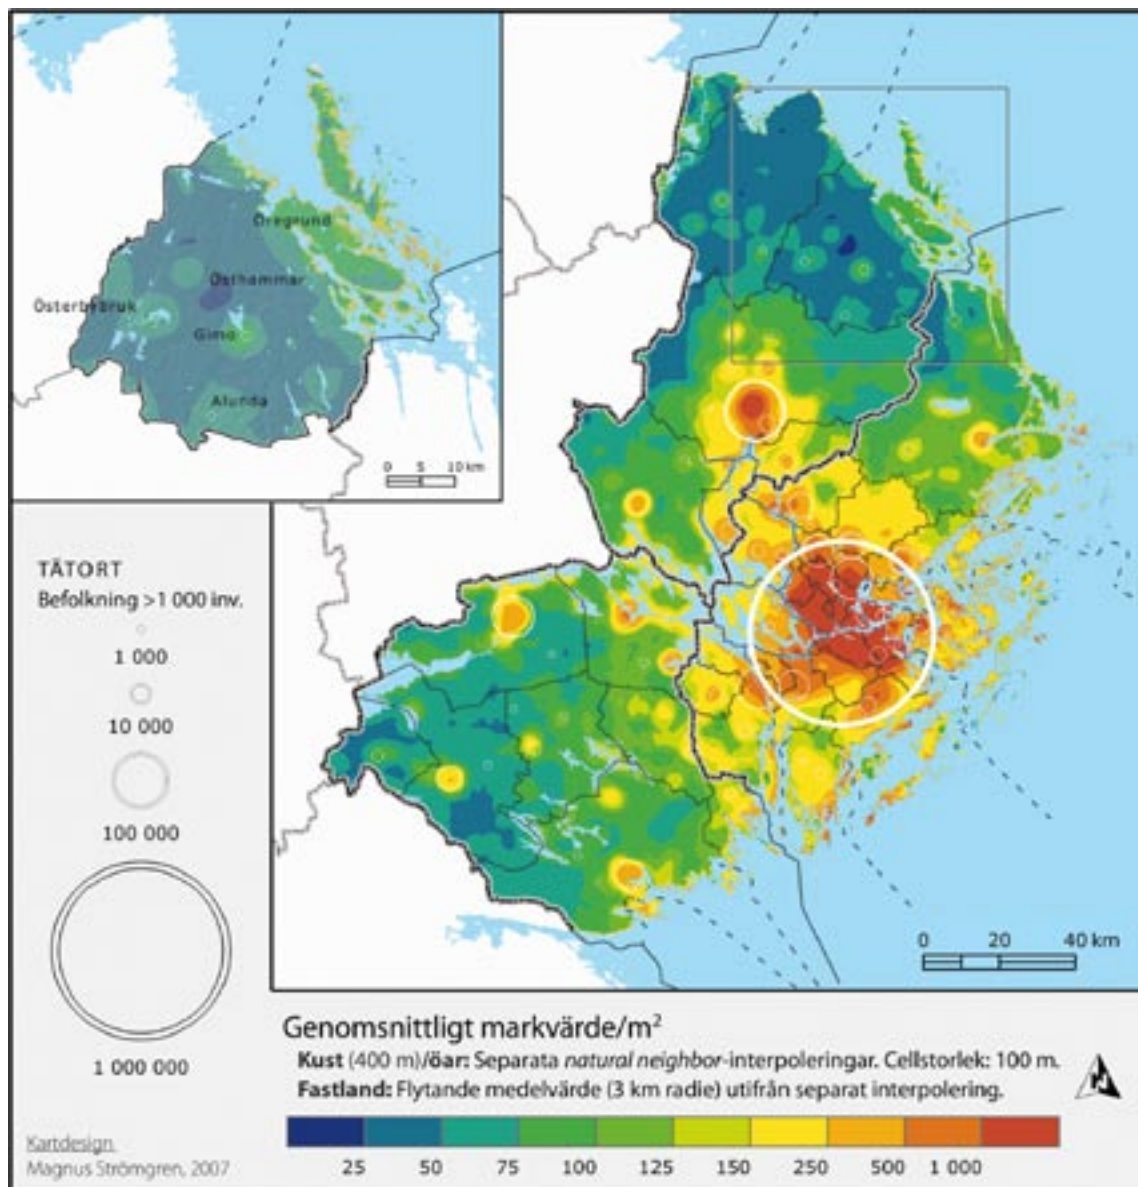 Öregrund
Östhammar
Österbybruk
Gimo
Alunda
0 5 10 km
TÄTORT
Befolkning >1 000 inv.
1 000
10 000
100 000
1 000 000
0 20 40 km
Genomsnittligt markvärde/m²
Kust (400 m)/öar: Separata natural neighbor-interpoleringar. Cellstorlek: 100 m.
Fastland: Flytande medelvärde (3 km radie) utifrån separat interpolering.
25 50 75 100 125 150 250 500 1 000
Kartdesign
Magnus Strömgren, 2007
N